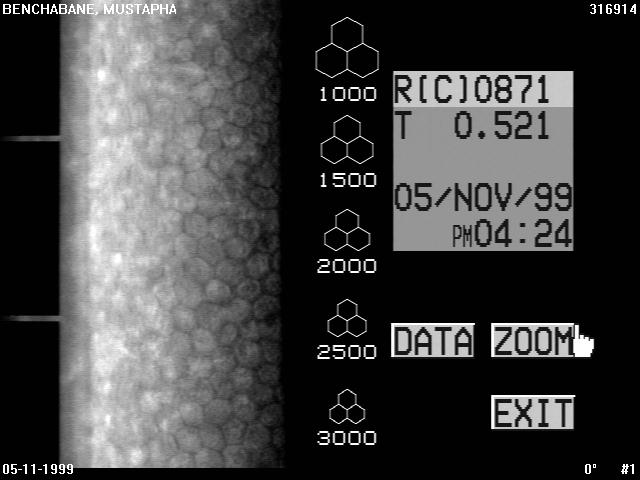 BENCHABANE, MUSTAPHA
316914
1000
1500
2000
2500
3000
R(C)0871
T 0.521
05/NOV/99
PM04:24
DATA
ZOOM
EXIT
05-11-1999
0°
#1